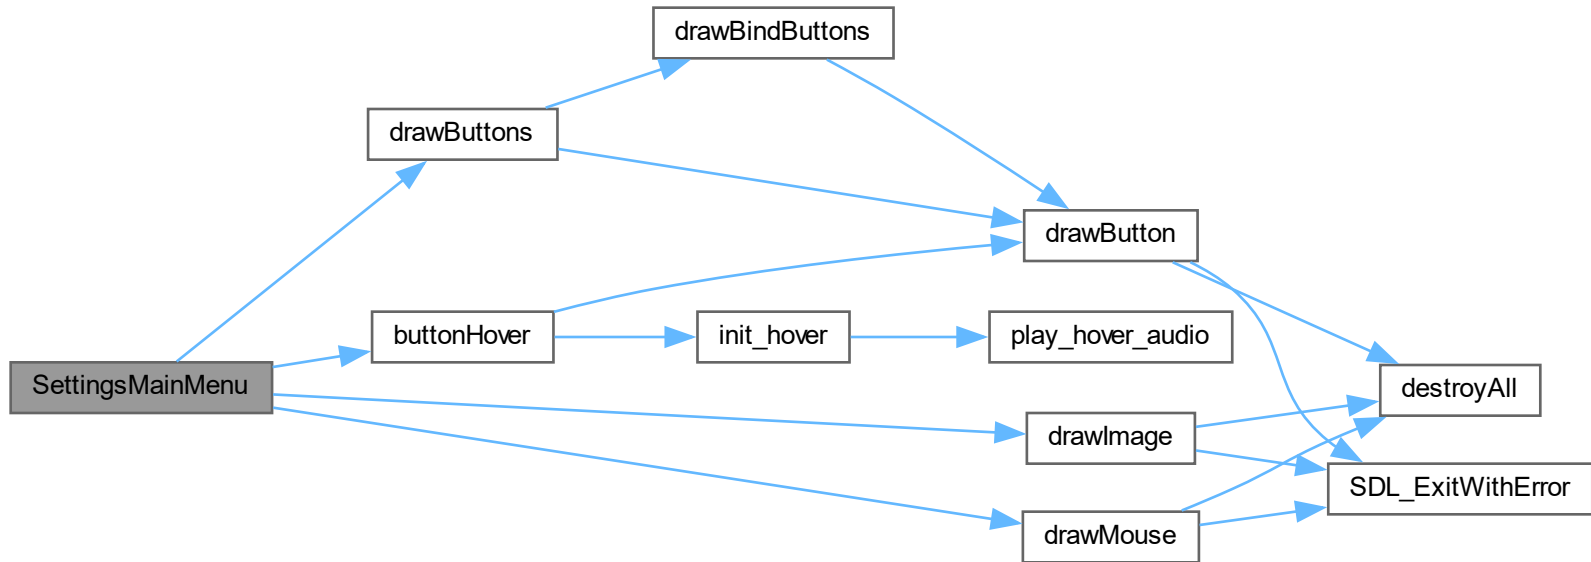 drawBindButtons
drawButtons
drawButton
buttonHover
init_hover
play_hover_audio
SettingsMainMenu
destroyAll
drawImage
SDL_ExitWithError
drawMouse